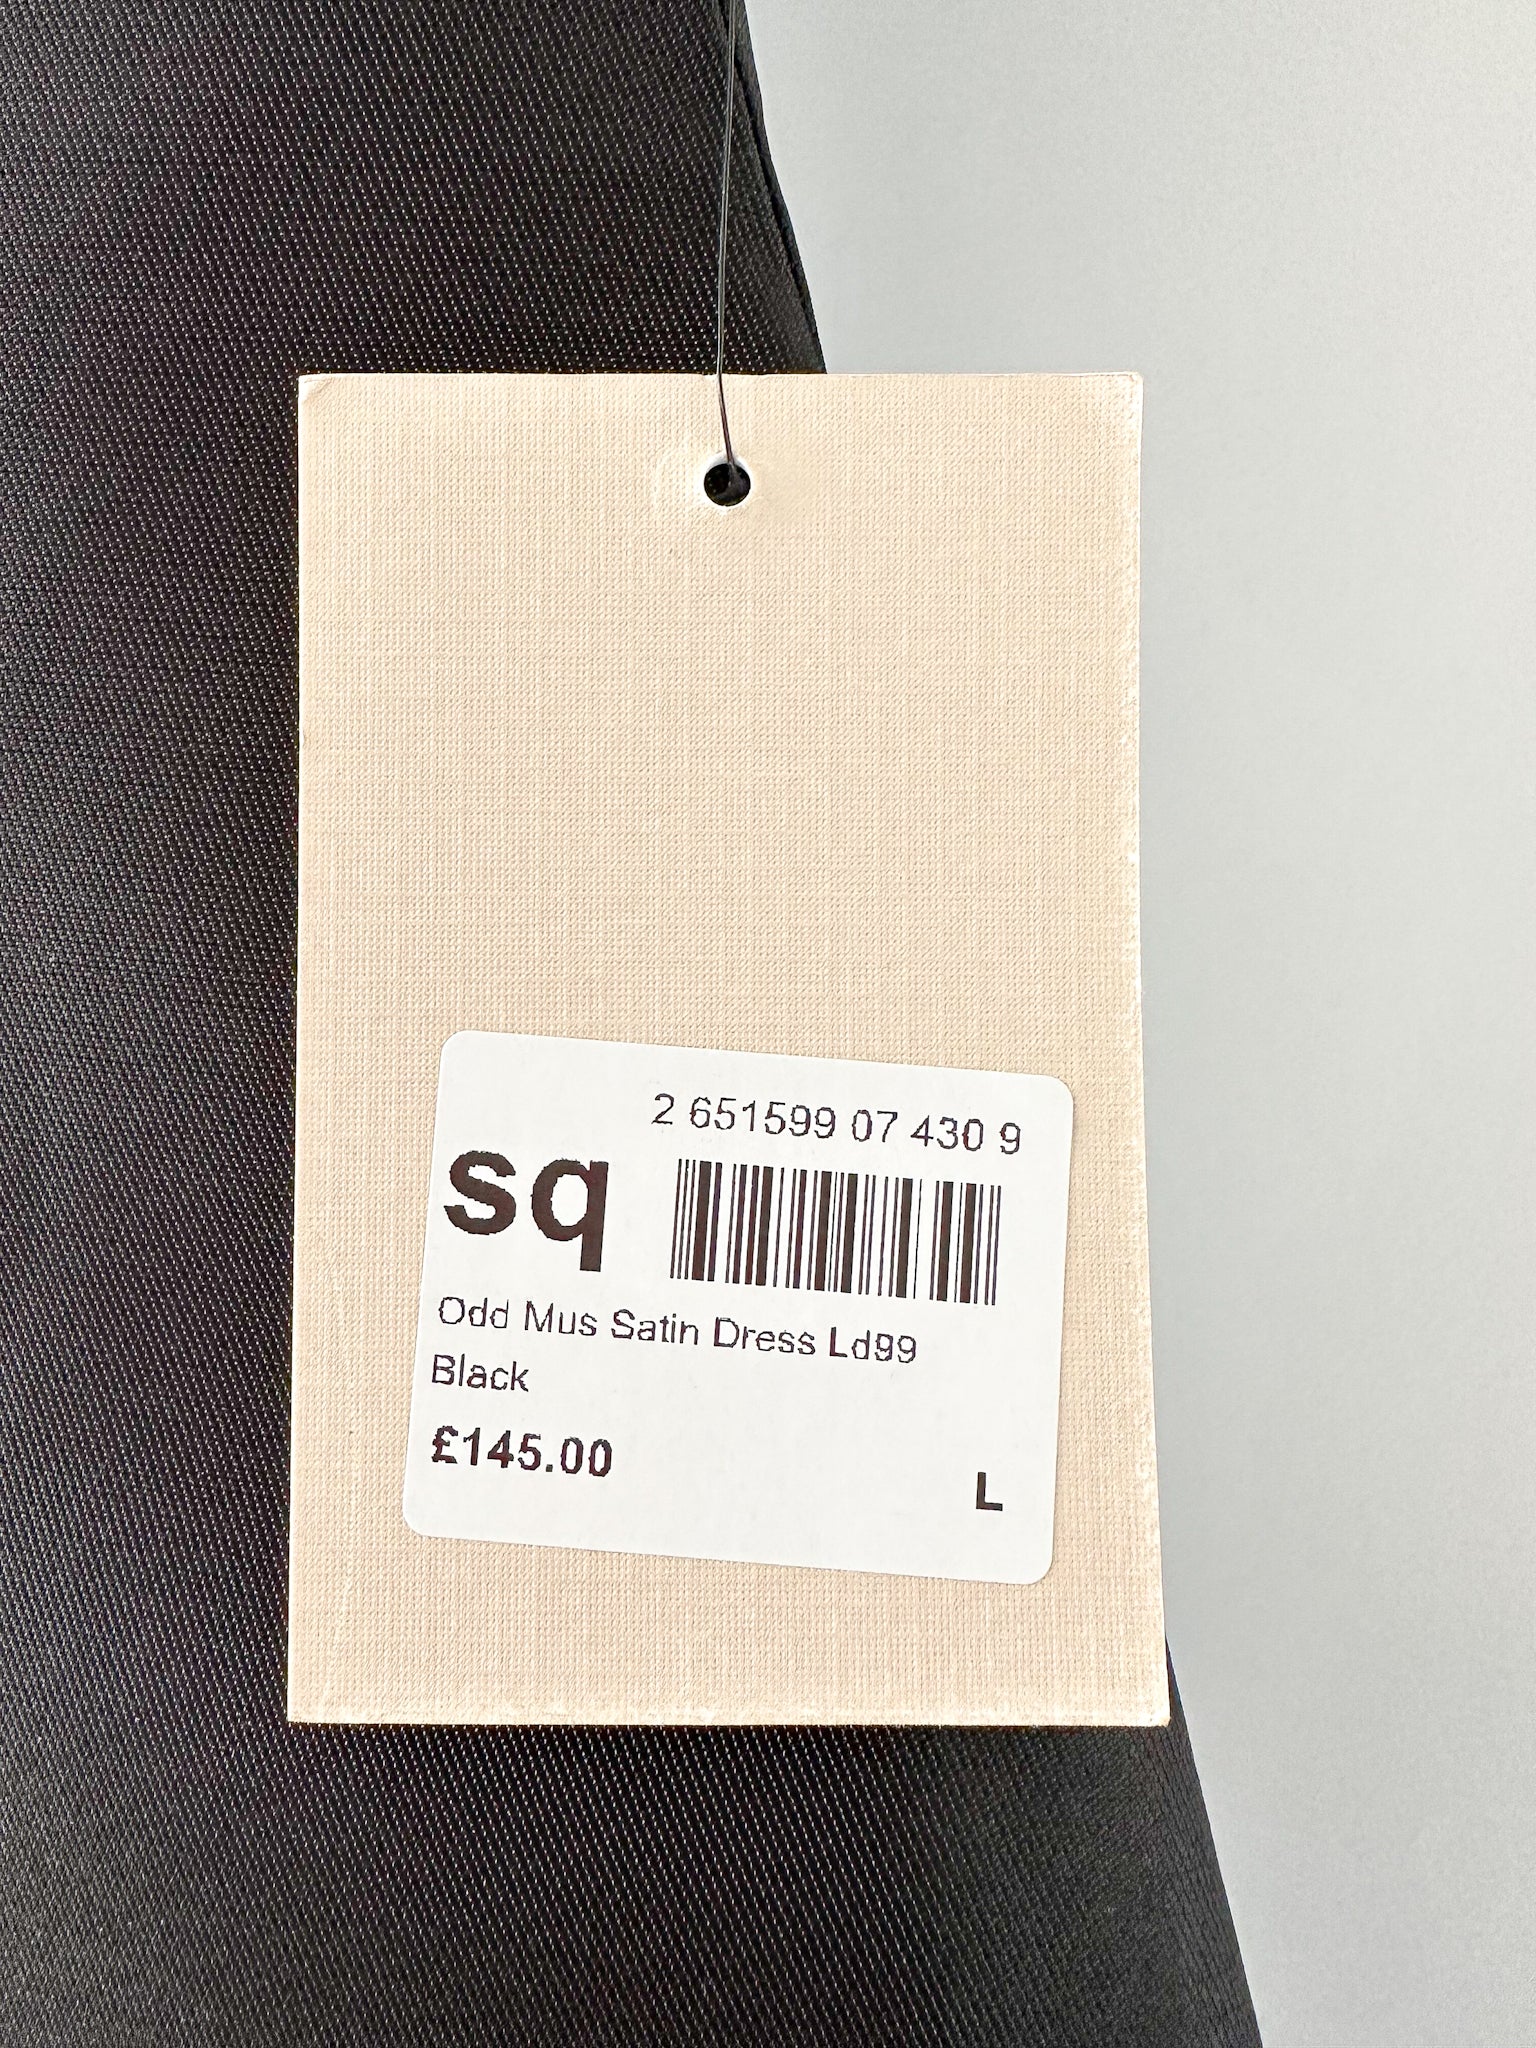 2 651599 07 430 9
sq
Odd Mus Satin Dress Ld99
Black
£145.00
L